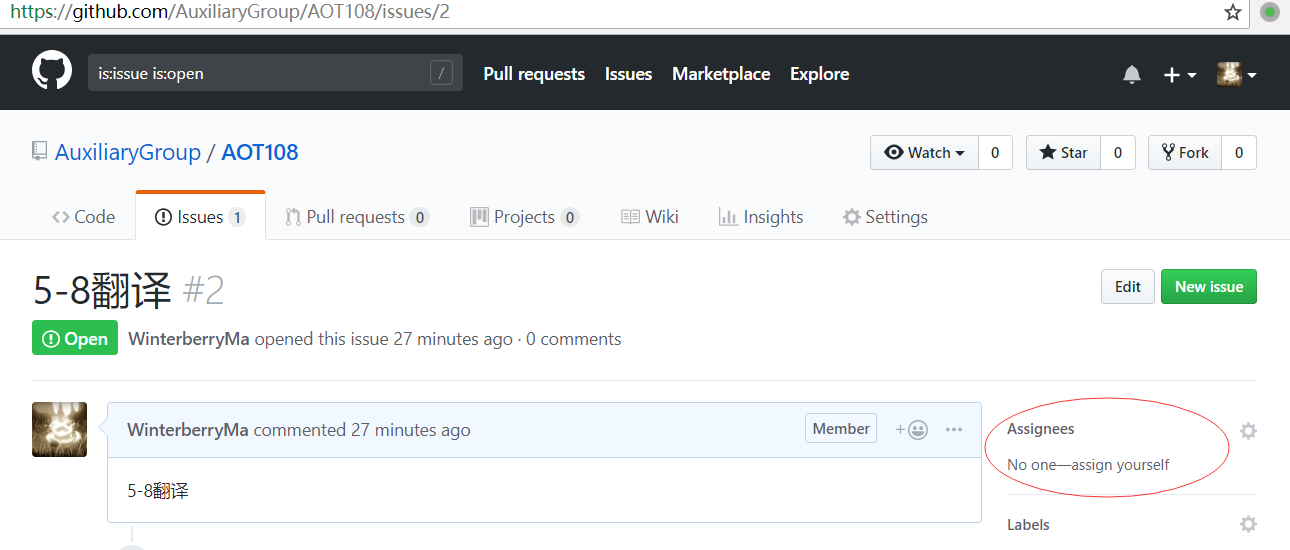 https://github.com/AuxiliaryGroup/AOT108/issues/2
is:issue is:open / Pull requests Issues Marketplace Explore
AuxiliaryGroup / AOT108 Watch 0 Star 0 Fork 0
Code Issues 1 Pull requests 0 Projects 0 Wiki Insights Settings
5-8翻译 #2 Edit New issue
Open WinterberryMa opened this issue 27 minutes ago · 0 comments
WinterberryMa commented 27 minutes ago Member
Assignees
No one—assign yourself
5-8翻译
Labels